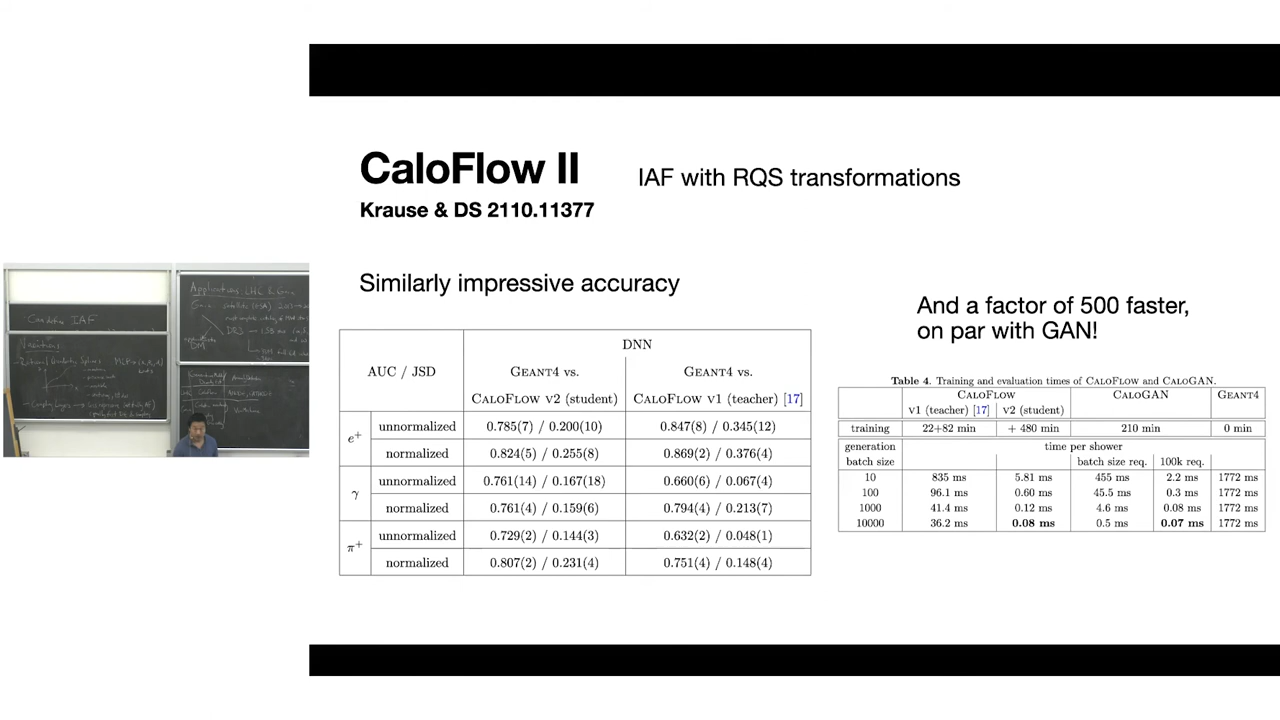 CaloFlow II
IAF with RQS transformations
Krause & DS 2110.11377
Similarly impressive accuracy
And a factor of 500 faster,
on par with GAN!
DNN
AUC / JSD
GEANT4 vs. GEANT4 vs.
CALOFLOW v2 (student) CALOFLOW v1 (teacher) [17]
e+ unnormalized 0.785(7) / 0.200(10) 0.847(8) / 0.345(12)
normalized 0.824(5) / 0.255(8) 0.869(2) / 0.376(4)
γ unnormalized 0.761(14) / 0.167(18) 0.660(6) / 0.067(4)
normalized 0.761(4) / 0.159(6) 0.794(4) / 0.213(7)
π+ unnormalized 0.729(2) / 0.144(3) 0.632(2) / 0.048(1)
normalized 0.807(2) / 0.231(4) 0.751(4) / 0.148(4)
Table 4. Training and evaluation times of CALOFLOW and CALOGAN.
CALOFLOW CALOGAN GEANT4
v1 (teacher) [17] v2 (student)
training 22+82 min + 480 min 210 min 0 min
generation time per shower
batch size batch size req. 100k req.
10 835 ms 5.81 ms 455 ms 2.2 ms 1772 ms
100 96.1 ms 0.60 ms 45.5 ms 0.3 ms 1772 ms
1000 41.4 ms 0.12 ms 4.6 ms 0.08 ms 1772 ms
10000 36.2 ms 0.08 ms 0.5 ms 0.07 ms 1772 ms
IAF
Variations
DR3
DM